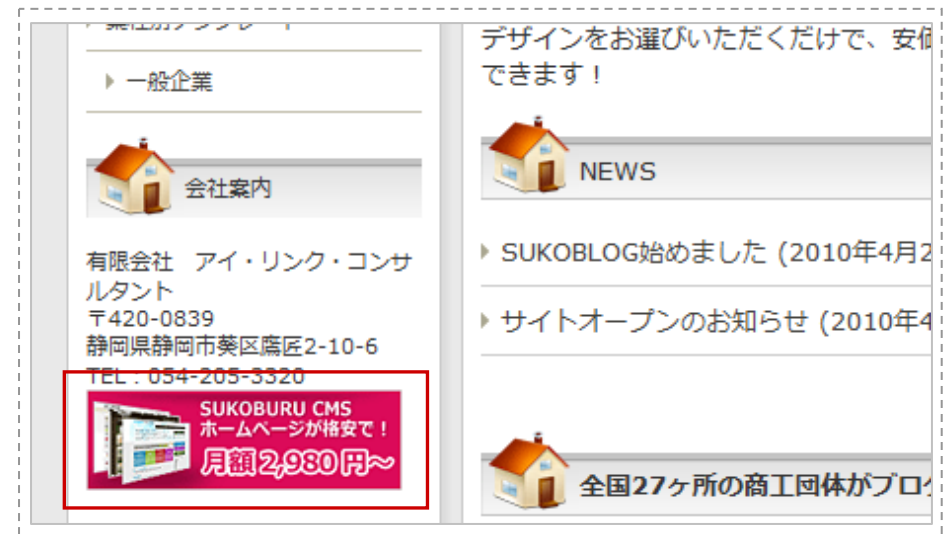 一般企業
会社案内
有限会社　アイ・リンク・コンサ
ルタント
〒420-0839
静岡県静岡市葵区鷹匠2-10-6
TEL：054-205-3320
SUKOBURU CMS
ホームページが格安で！
月額2,980円～
デザインをお選びいただくだけで、安価
できます！
NEWS
SUKOBLOG始めました (2010年4月2
サイトオープンのお知らせ (2010年4
全国27ヶ所の商工団体がブログ